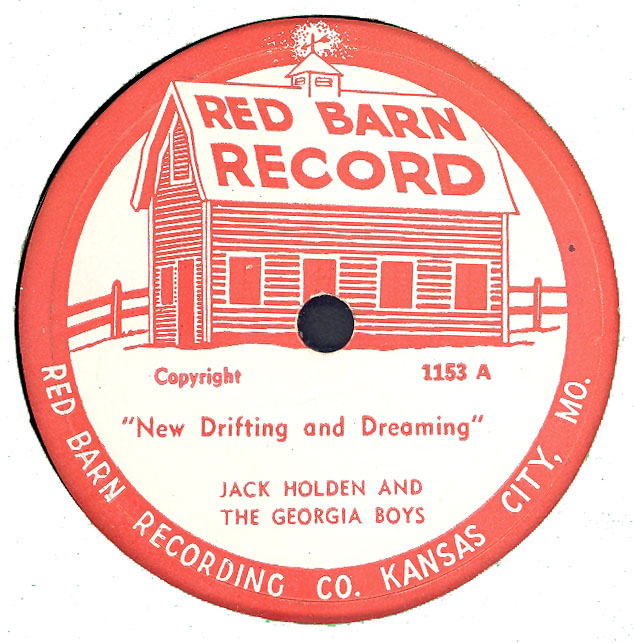 RED BARN
RECORD
Copyright
1153 A
"New Drifting and Dreaming"
JACK HOLDEN AND
THE GEORGIA BOYS
RED BARN RECORDING CO. KANSAS CITY, MO.